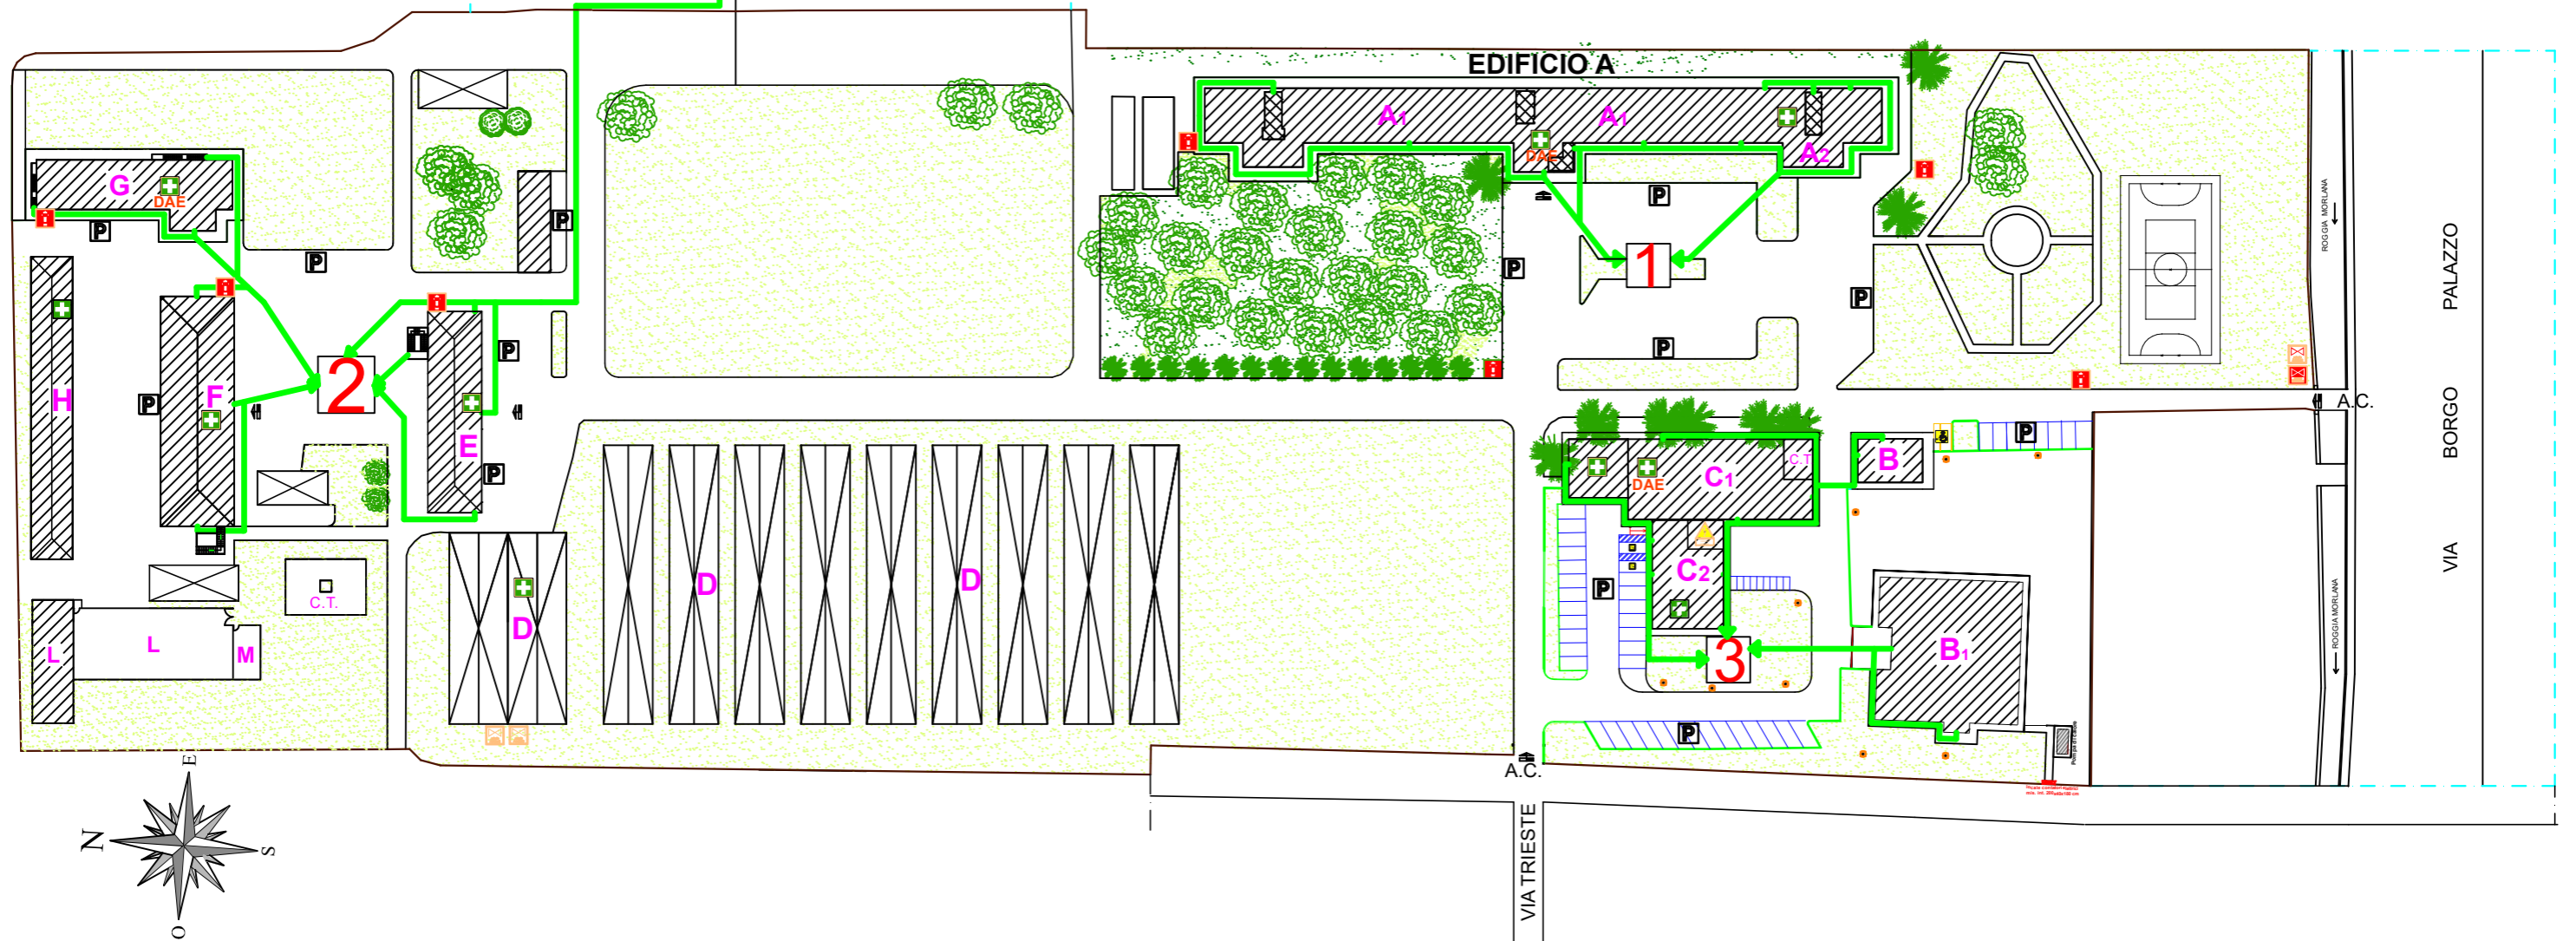 EDIFICIO A
A1
A1
A2
DAE
P
G
DAE
P
P
P
P
P
P
1
P
P
ROGGIA MORLANA
PALAZZO
BORGO
VIA
H
F
P
2
P
E
P
A.C.
D
D
D
C1
C.T
DAE
B
P
C2
P
3
B1
P
ROGGIA MORLANA
C.T.
L
L
M
A.C.
VIA TRIESTE
E
N
S
O